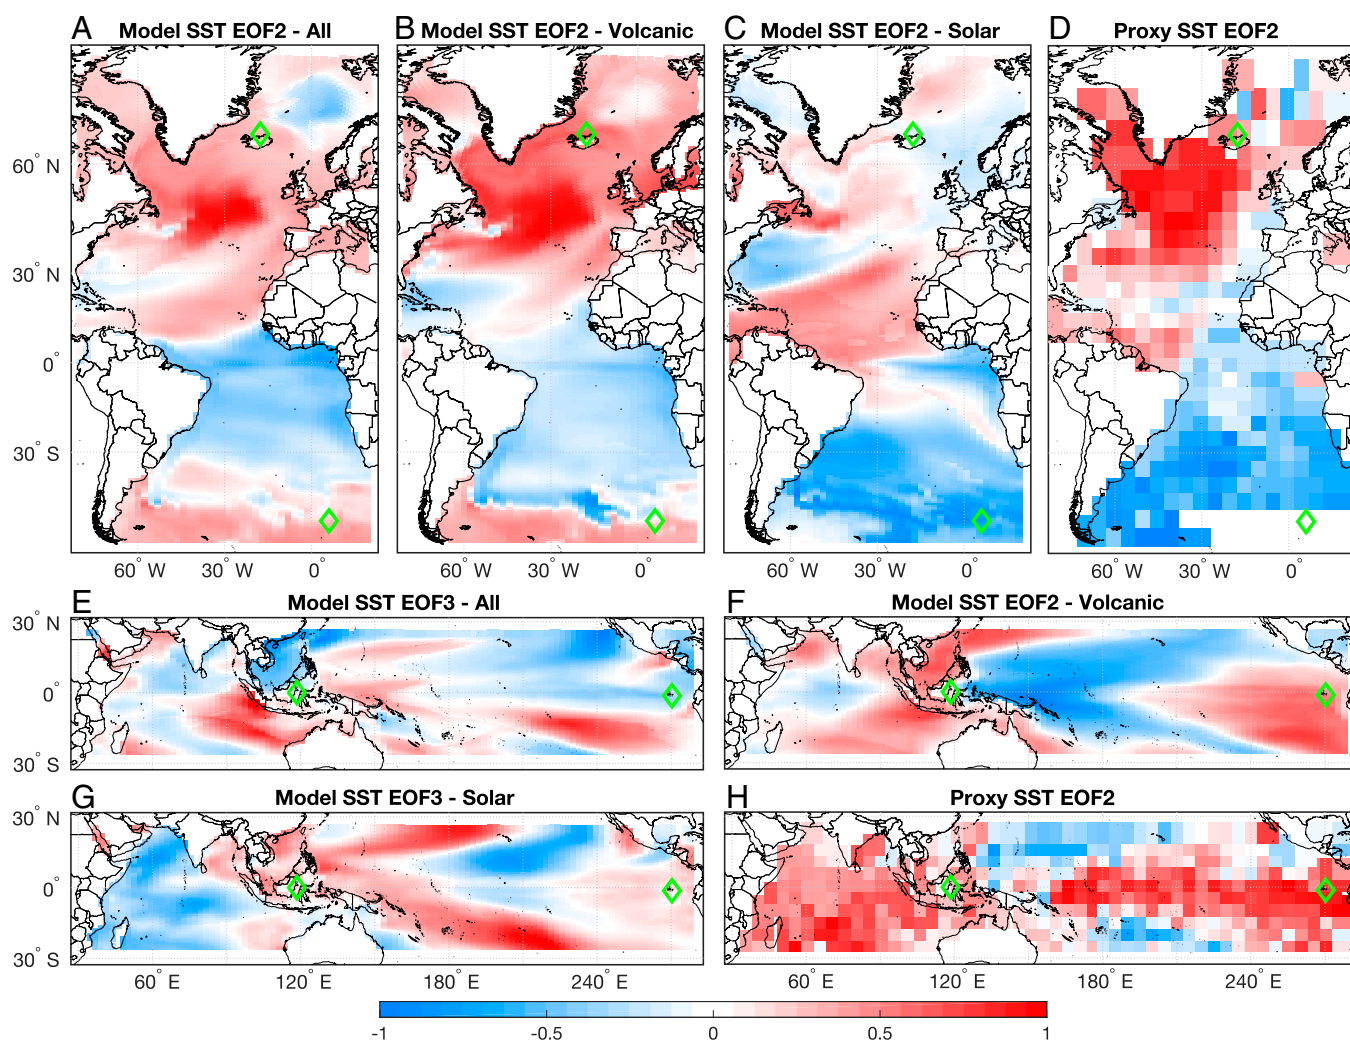 A Model SST EOF2 - All
B Model SST EOF2 - Volcanic
C Model SST EOF2 - Solar
D Proxy SST EOF2
60° N
30° N
0°
30° S
60° W 30° W 0°
60° W 30° W 0°
60° W 30° W 0°
60° W 30° W 0°
E Model SST EOF3 - All
F Model SST EOF2 - Volcanic
30° N
0°
30° S
G Model SST EOF3 - Solar
H Proxy SST EOF2
30° N
0°
30° S
60° E 120° E 180° E 240° E
60° E 120° E 180° E 240° E
-1 -0.5 0 0.5 1